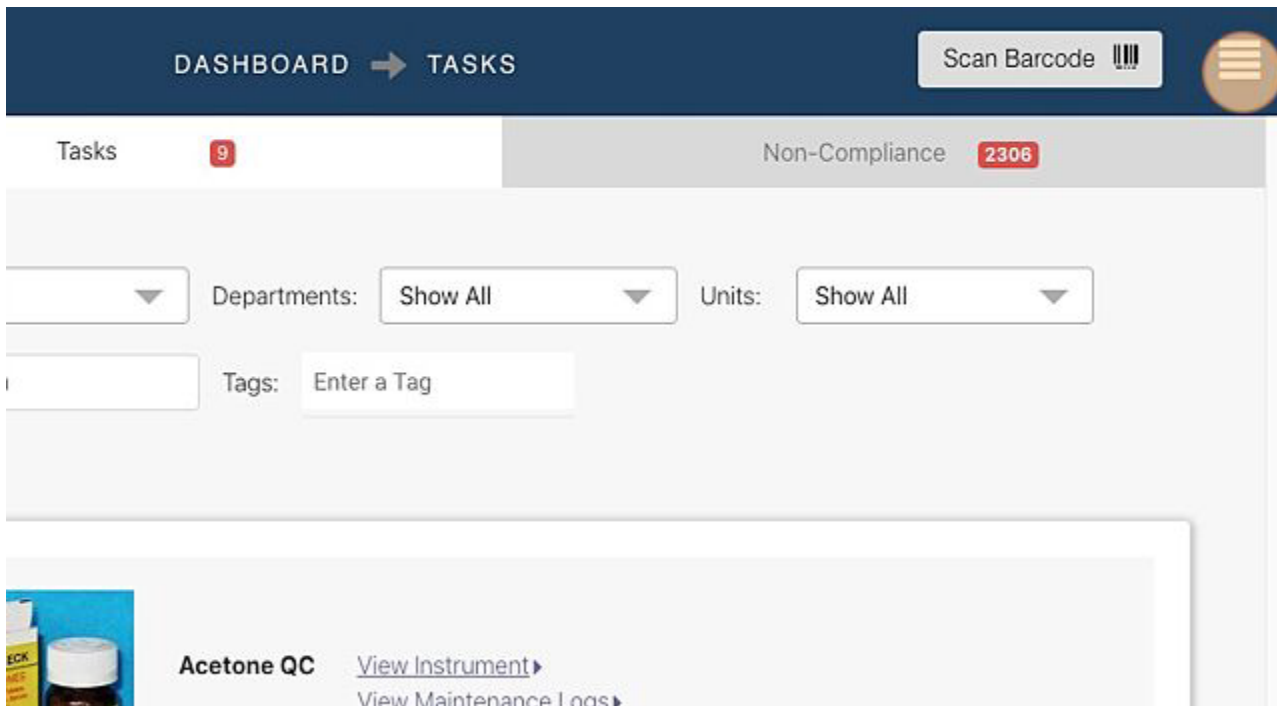 DASHBOARD TASKS
Scan Barcode
Tasks 9
Non-Compliance 2306
Departments: Show All Units: Show All
Tags: Enter a Tag
Acetone QC View Instrument
View Maintenance Logs
ECK